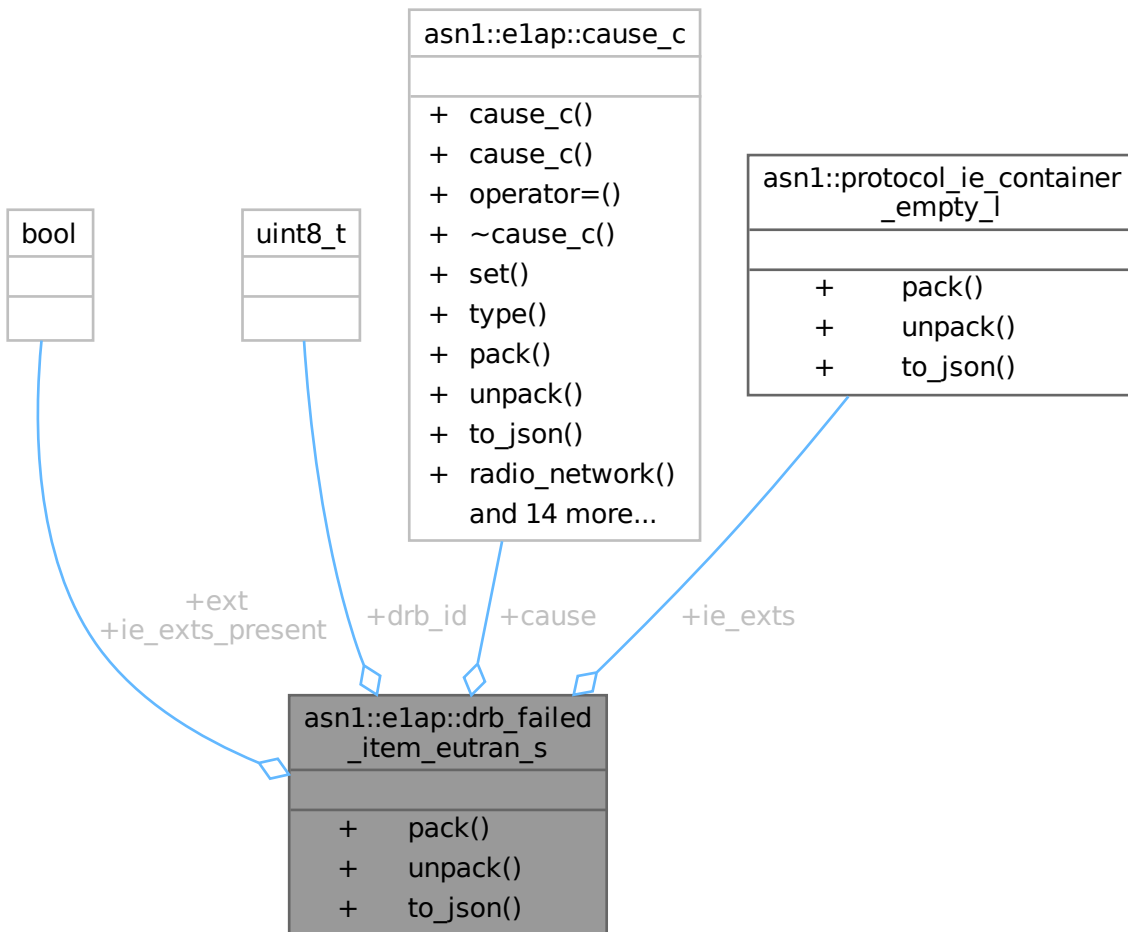 asn1::e1ap::cause_c
+ cause_c()
+ cause_c()
+ operator=()
+ ~cause_c()
+ set()
+ type()
+ pack()
+ unpack()
+ to_json()
+ radio_network()
and 14 more...
asn1::protocol_ie_container
_empty_l
+ pack()
+ unpack()
+ to_json()
bool
uint8_t
+ext
+ie_exts_present
+drb_id
+cause
+ie_exts
asn1::e1ap::drb_failed
_item_eutran_s
+ pack()
+ unpack()
+ to_json()